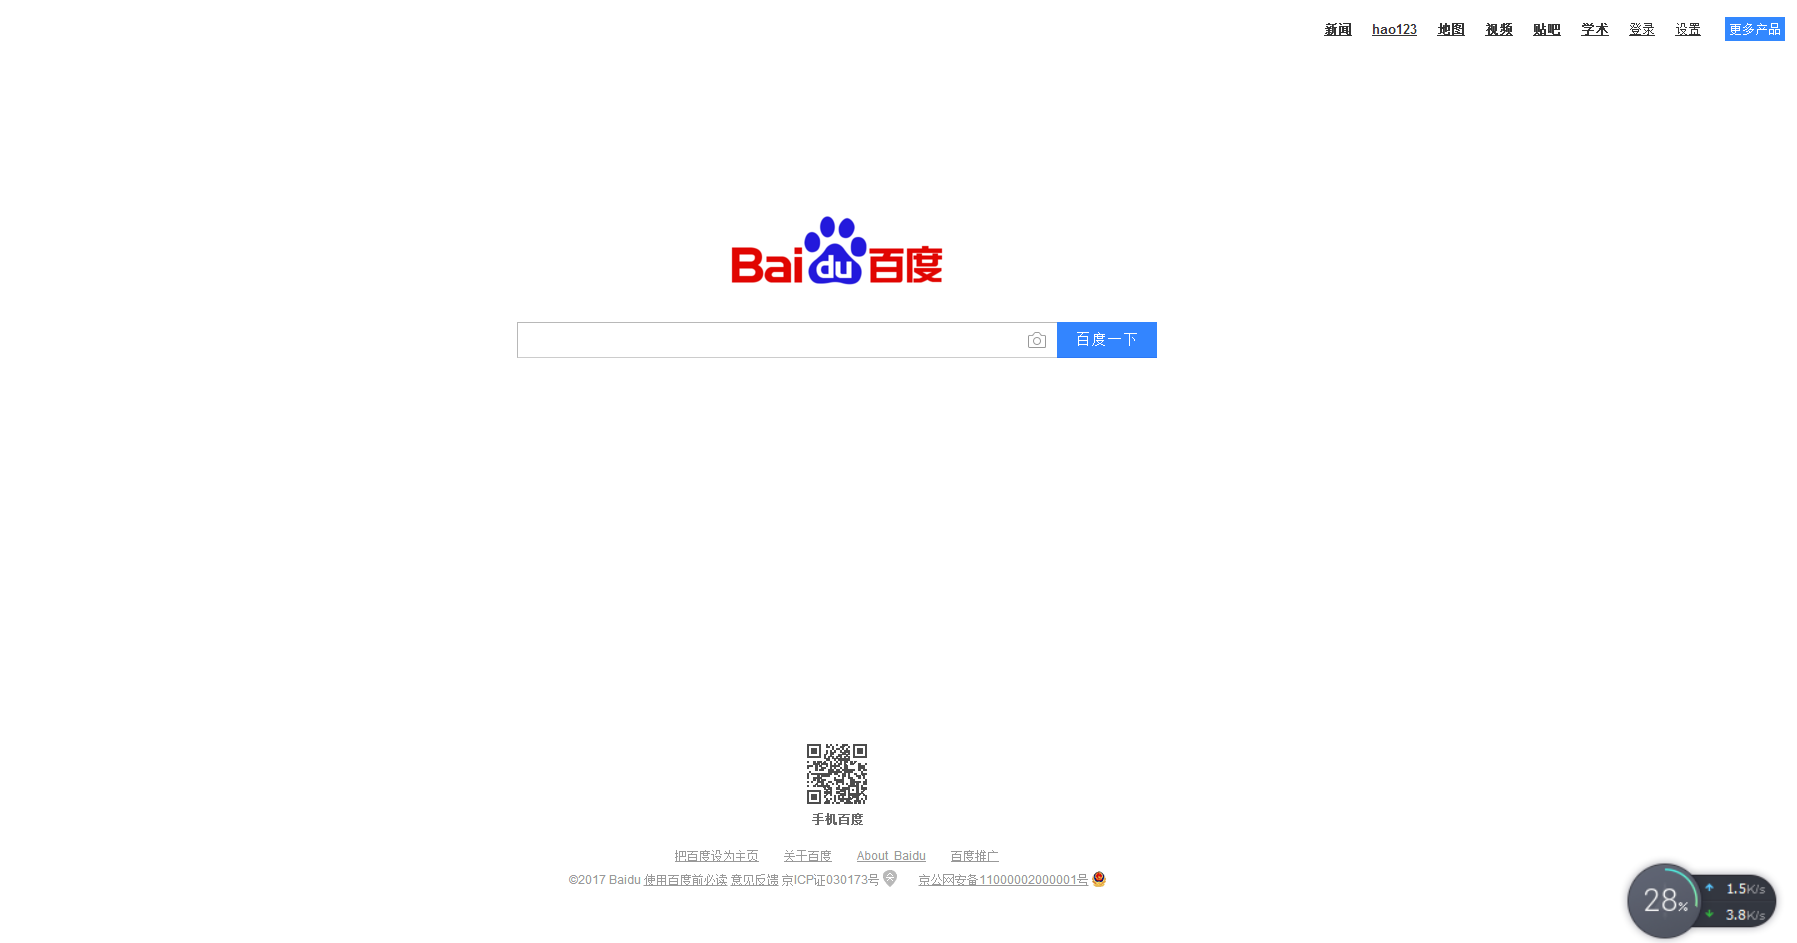 新闻 hao123 地图 视频 贴吧 学术 登录 设置 更多产品
Bai du 百度
百度一下
手机百度
把百度设为主页 关于百度 About Baidu 百度推广
©2017 Baidu 使用百度前必读 意见反馈 京ICP证030173号 京公网安备11000002000001号
28%
1.5K/s
3.8K/s